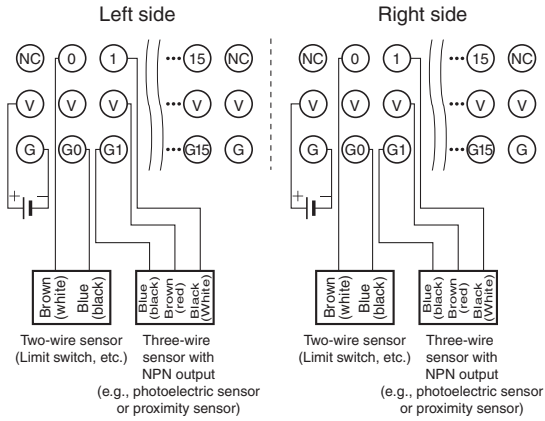 Left side Right side
NC 0 1 ••• 15 NC NC 0 1 ••• 15 NC
V V V ••• V V V V V ••• V V
G G0 G1 ••• G15 G G G0 G1 ••• G15 G
+ − + −
Brown (white)
Blue (black)
Blue (black)
Brown (red)
Black (White)
Brown (white)
Blue (black)
Blue (black)
Brown (red)
Black (White)
Two-wire sensor
(Limit switch, etc.)
Three-wire
sensor with
NPN output
(e.g., photoelectric sensor
or proximity sensor)
Two-wire sensor
(Limit switch, etc.)
Three-wire
sensor with
NPN output
(e.g., photoelectric sensor
or proximity sensor)